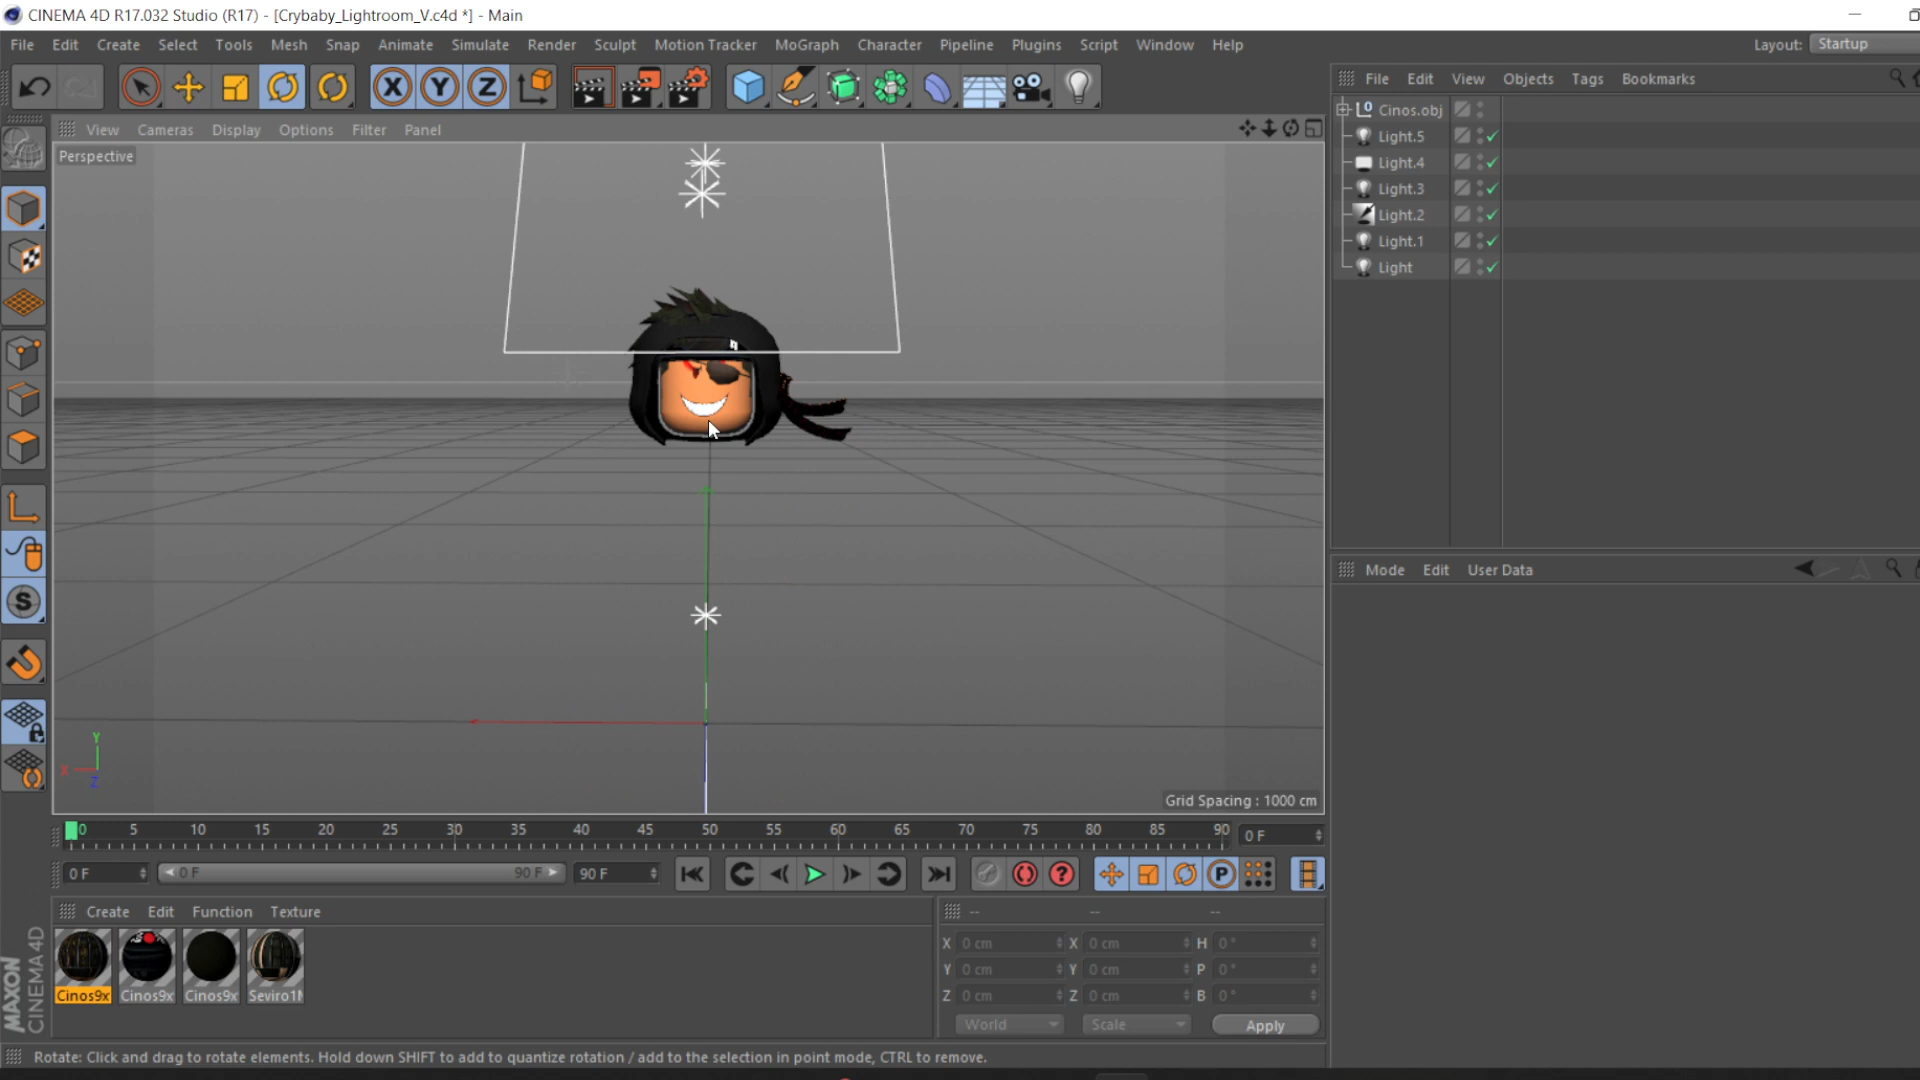 CINEMA 4D R17.032 Studio (R17) - [Crybaby_Lightroom_V.c4d *] - Main
File Edit Create Select Tools Mesh Snap Animate Simulate Render Sculpt Motion Tracker MoGraph Character Pipeline Plugins Script Window Help Layout: Startup
X Y Z
File Edit View Objects Tags Bookmarks
View Cameras Display Options Filter Panel
Perspective
Cinos.obj
Light.5
Light.4
Light.3
Light.2
Light.1
Light
Mode Edit User Data
S
Y
X
Z
Grid Spacing : 1000 cm
0 5 10 15 20 25 30 35 40 45 50 55 60 65 70 75 80 85 90 0 F
0 F 0 F 90 F 90 F
? P
Create Edit Function Texture
-- -- --
X 0 cm X 0 cm H 0 °
Y 0 cm Y 0 cm P 0 °
Z 0 cm Z 0 cm B 0 °
Cinos9x Cinos9x Cinos9x Seviro1M
World Scale Apply
MAXON
CINEMA 4D
Rotate: Click and drag to rotate elements. Hold down SHIFT to add to quantize rotation / add to the selection in point mode, CTRL to remove.